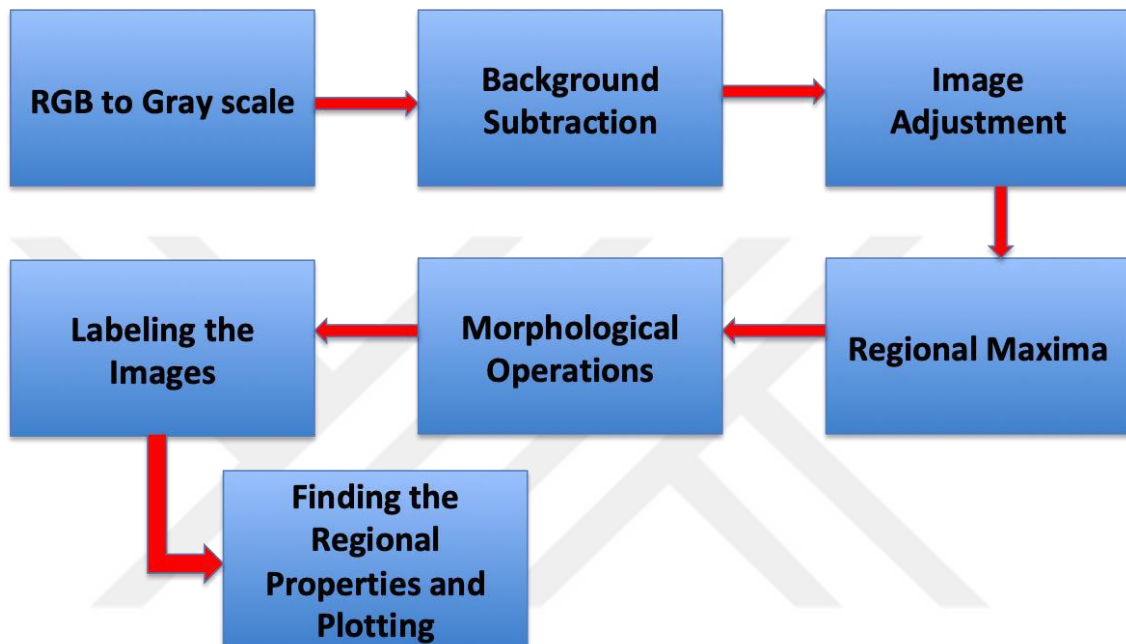 RGB to Gray scale
Background
Subtraction
Image
Adjustment
Regional Maxima
Morphological
Operations
Labeling the
Images
Finding the
Regional
Properties and
Plotting